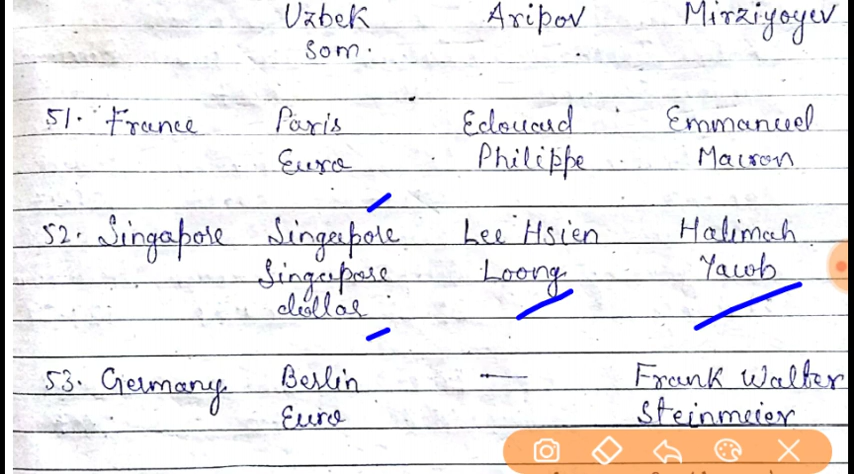 Uzbek Aripov Mirziyoyev
Som.
51. France Paris Edouard Emmanuel
Euro Philippe Macron
52. Singapore Singapore Lee Hsien Halimah
Singapore Loong Yacob
dollar
53. Germany Berlin — Frank Walter
Euro Steinmeier